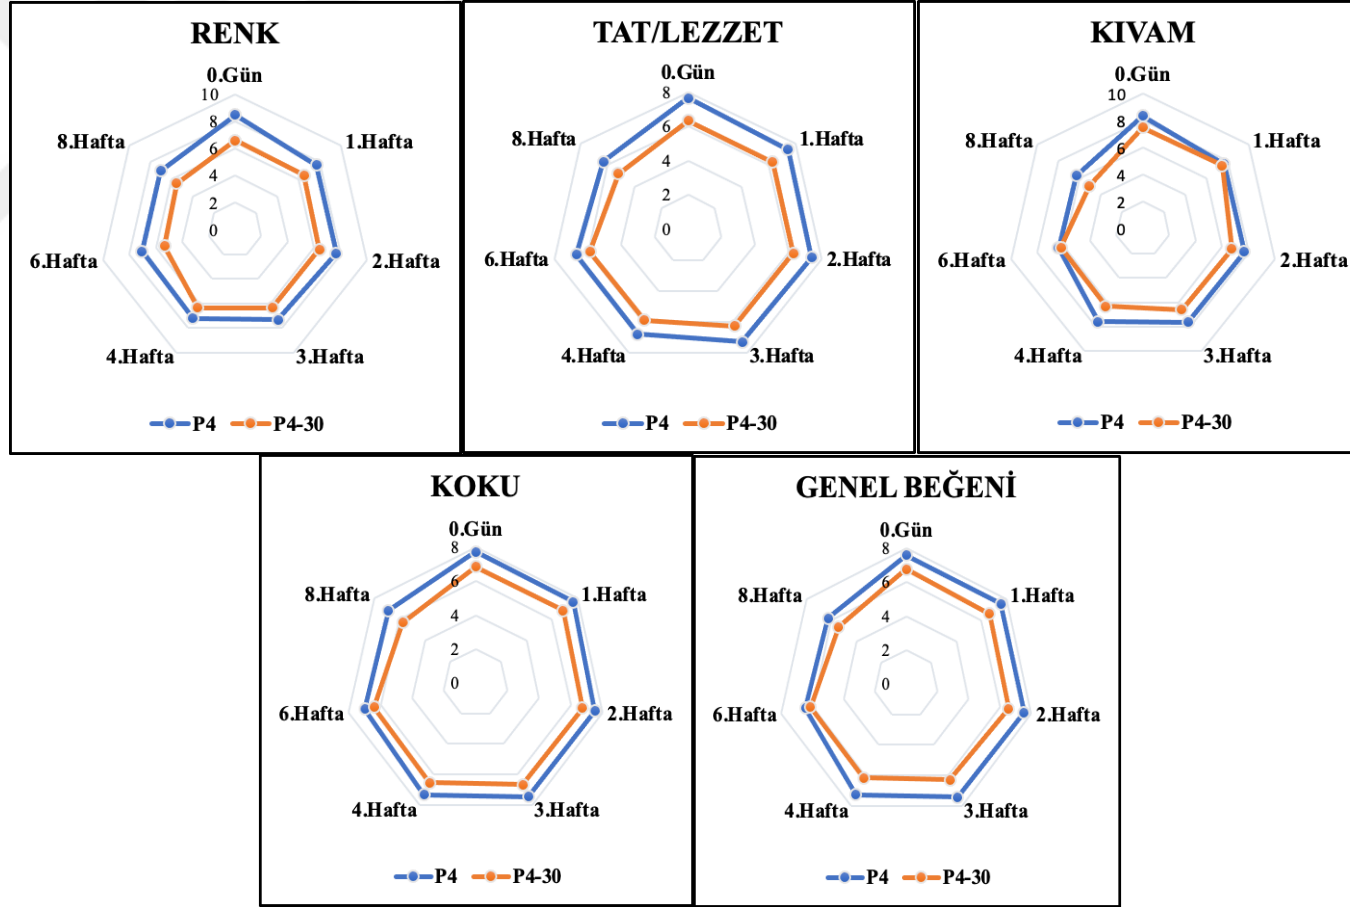 RENK
0.Gün
10
8
6
4
2
0
1.Hafta
2.Hafta
3.Hafta
4.Hafta
6.Hafta
8.Hafta
P4 P4-30
TAT/LEZZET
0.Gün
8
6
4
2
0
1.Hafta
2.Hafta
3.Hafta
4.Hafta
6.Hafta
8.Hafta
P4 P4-30
KIVAM
0.Gün
10
8
6
4
2
0
1.Hafta
2.Hafta
3.Hafta
4.Hafta
6.Hafta
8.Hafta
P4 P4-30
KOKU
0.Gün
8
6
4
2
0
1.Hafta
2.Hafta
3.Hafta
4.Hafta
6.Hafta
8.Hafta
P4 P4-30
GENEL BEĞENİ
0.Gün
8
6
4
2
0
1.Hafta
2.Hafta
3.Hafta
4.Hafta
6.Hafta
8.Hafta
P4 P4-30